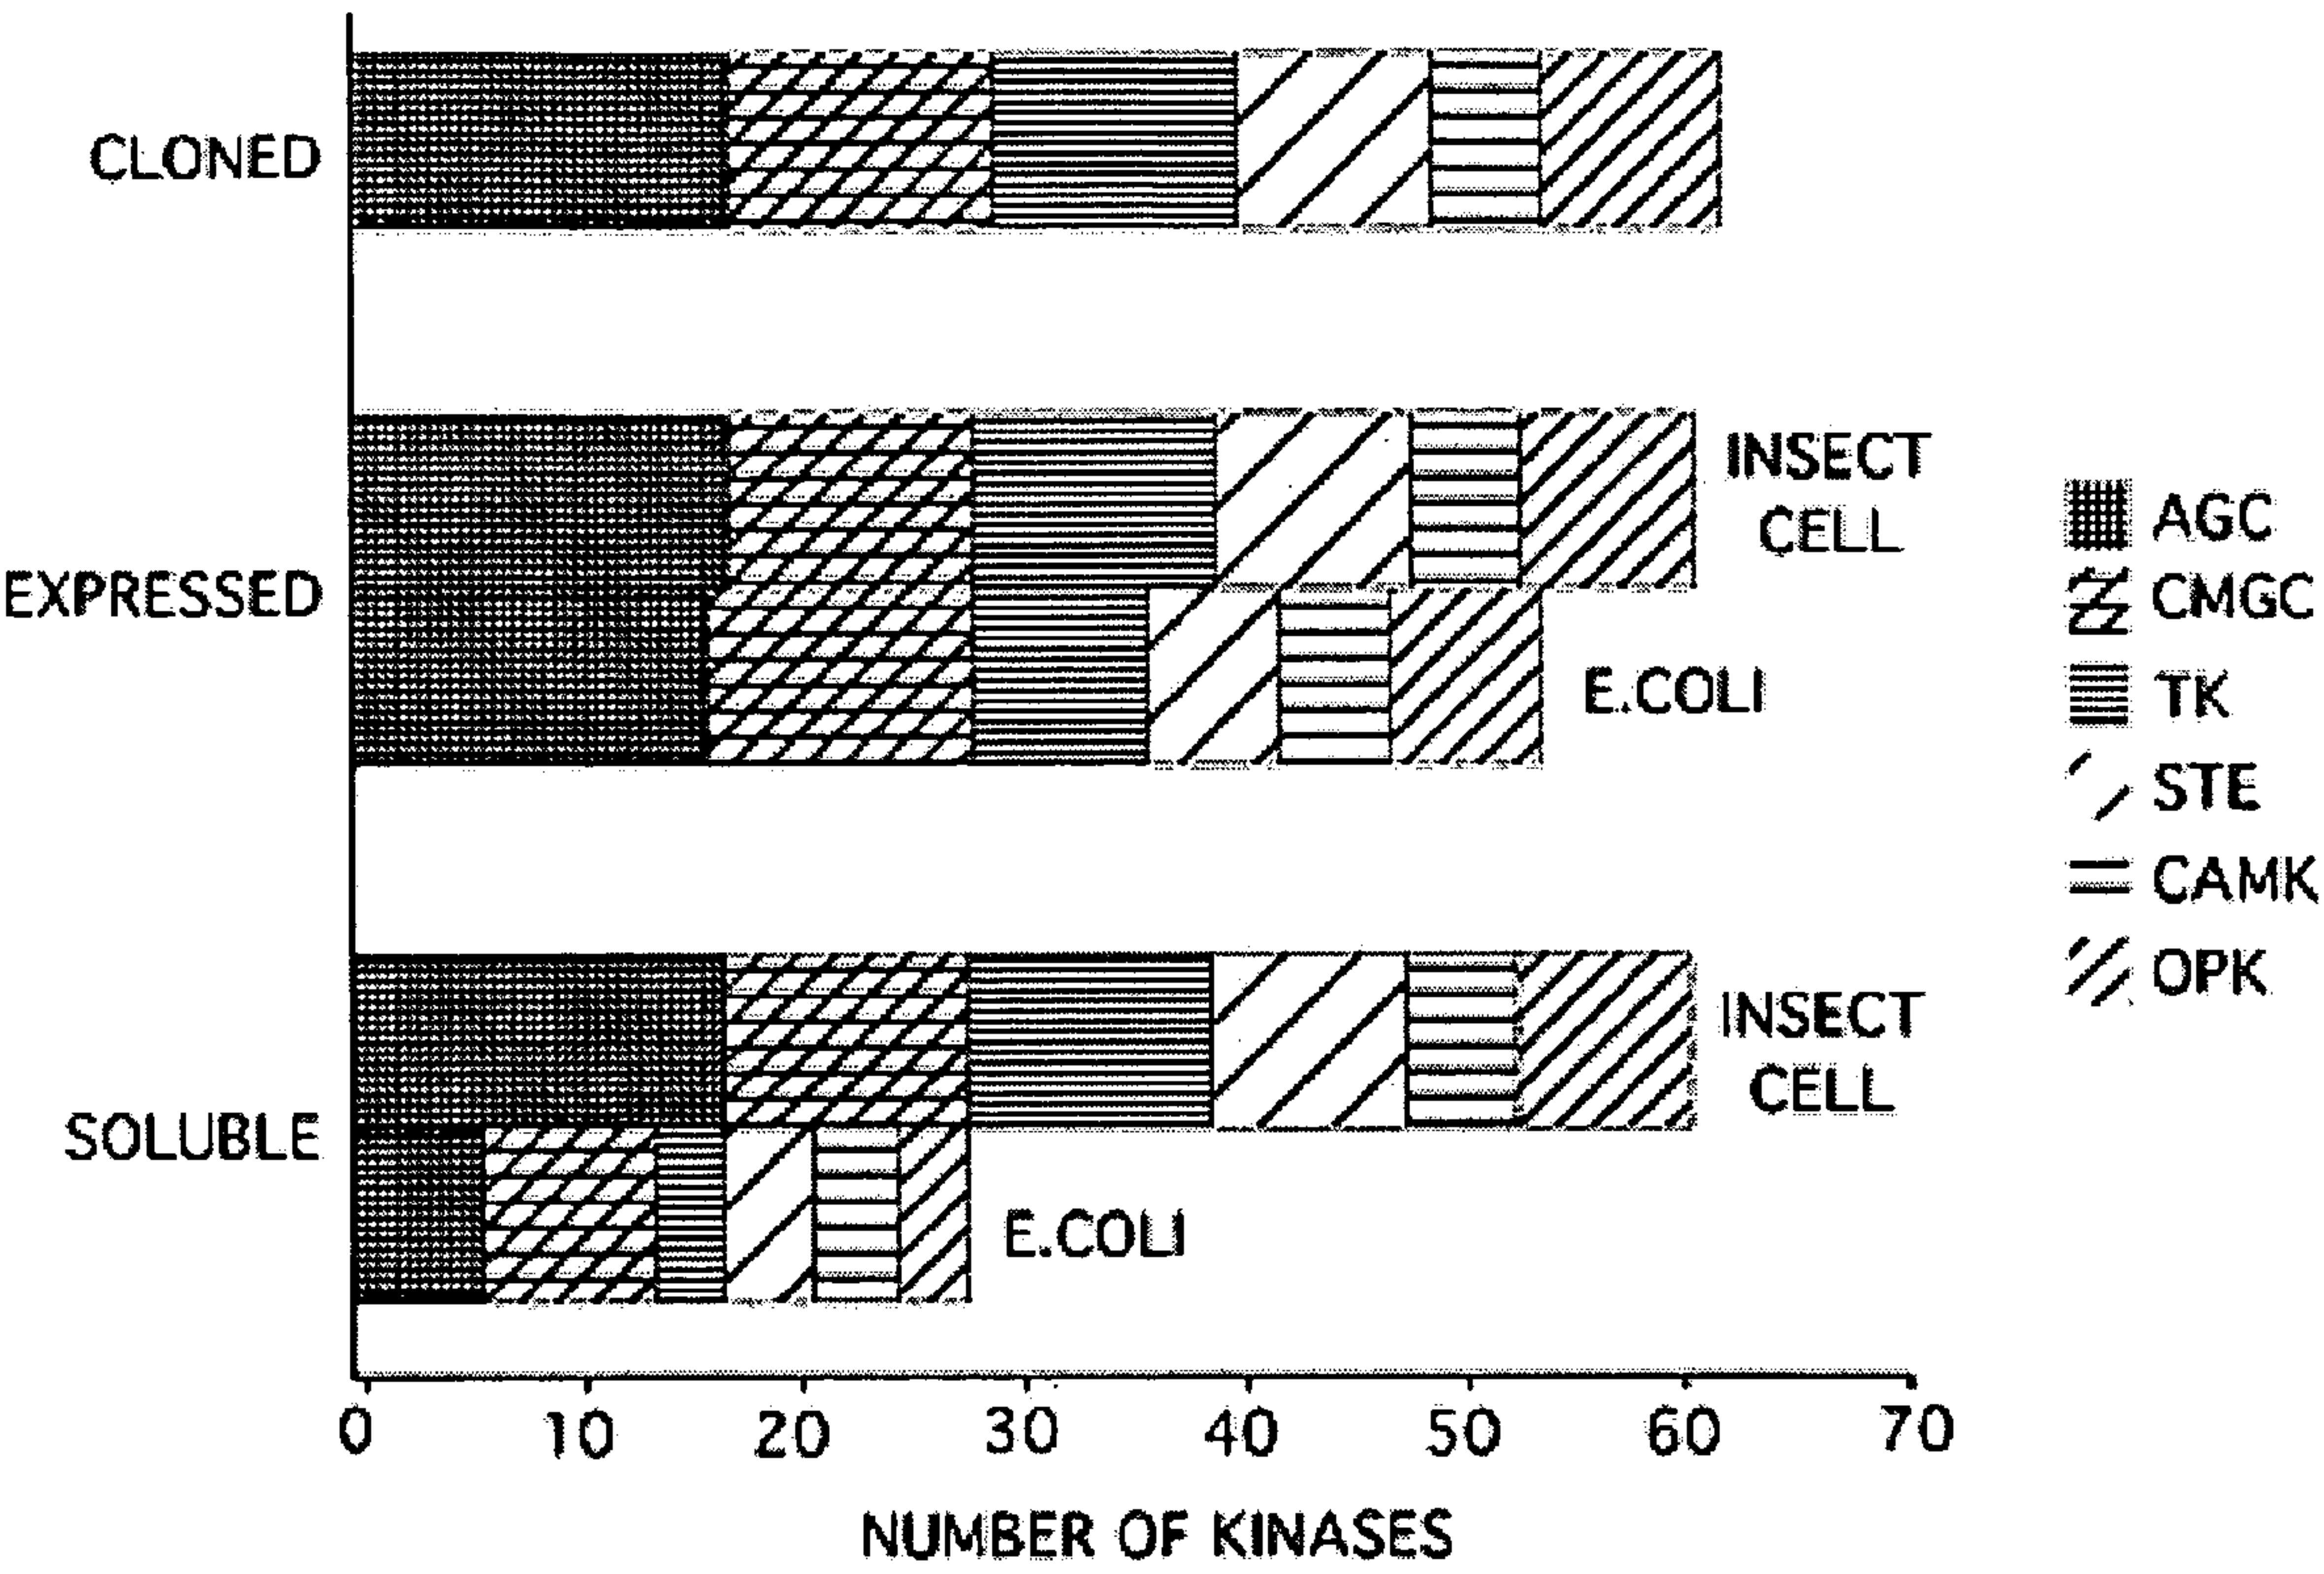 CLONED
EXPRESSED
INSECT
CELL
E.COLI
SOLUBLE
INSECT
CELL
E.COLI
0 10 20 30 40 50 60 70
NUMBER OF KINASES
AGC
CMGC
TK
STE
CAMK
OPK